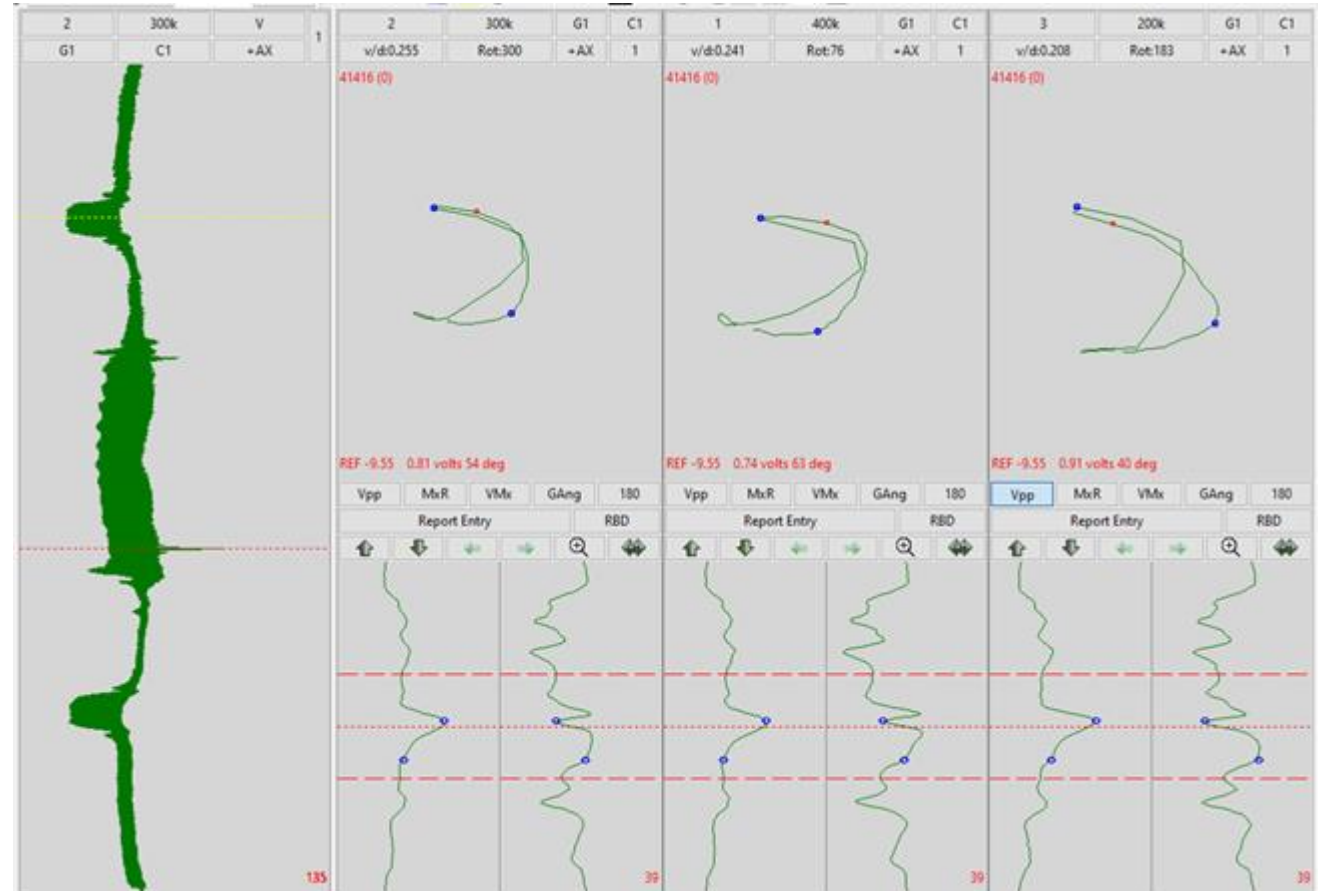 2 300k V 1
G1 C1 +AX
135
2 300k G1 C1
v/d:0.255 Rot:300 +AX 1
41416 (0)
REF -9.55 0.81 volts 54 deg
Vpp MxR VMx GAng 180
Report Entry RBD
39
1 400k G1 C1
v/d:0.241 Rot:76 +AX 1
41416 (0)
REF -9.55 0.74 volts 63 deg
Vpp MxR VMx GAng 180
Report Entry RBD
39
3 200k G1 C1
v/d:0.208 Rot:183 +AX 1
41416 (0)
REF -9.55 0.91 volts 40 deg
Vpp MxR VMx GAng 180
Report Entry RBD
39